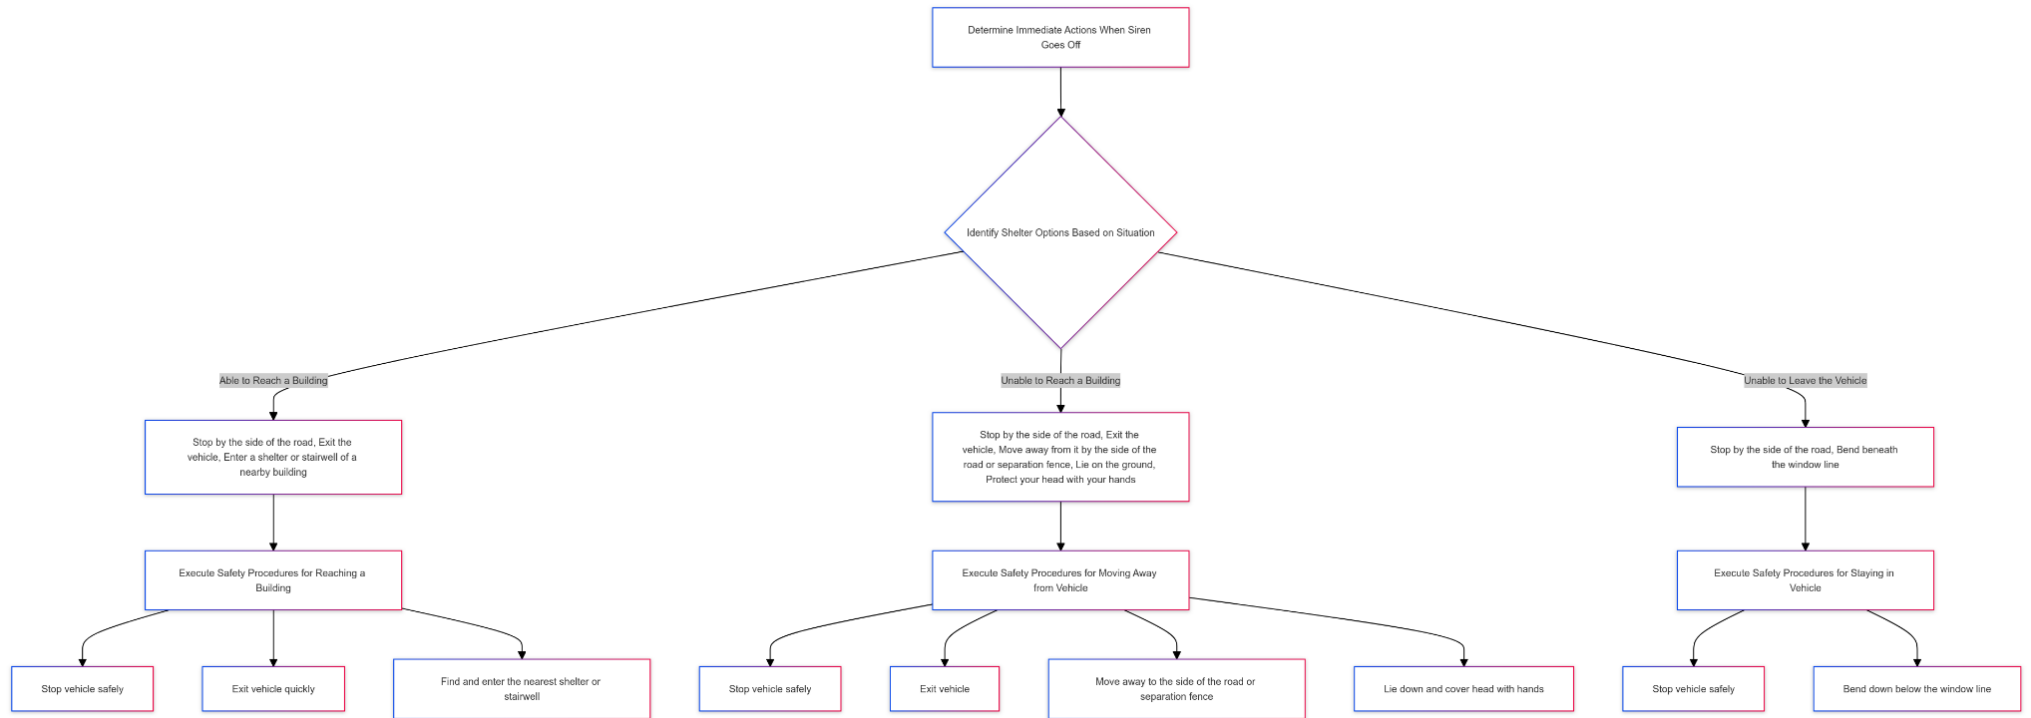 Determine Immediate Actions When Siren
Goes Off
Identify Shelter Options Based on Situation
Able to Reach a Building
Unable to Reach a Building
Unable to Leave the Vehicle
Stop by the side of the road, Exit the
vehicle, Enter a shelter or stairwell of a
nearby building
Stop by the side of the road, Exit the
vehicle, Move away from it by the side of the
road or separation fence, Lie on the ground,
Protect your head with your hands
Stop by the side of the road, Bend beneath
the window line
Execute Safety Procedures for Reaching a
Building
Execute Safety Procedures for Moving Away
from Vehicle
Execute Safety Procedures for Staying in
Vehicle
Stop vehicle safely
Exit vehicle quickly
Find and enter the nearest shelter or
stairwell
Stop vehicle safely
Exit vehicle
Move away to the side of the road or
separation fence
Lie down and cover head with hands
Stop vehicle safely
Bend down below the window line